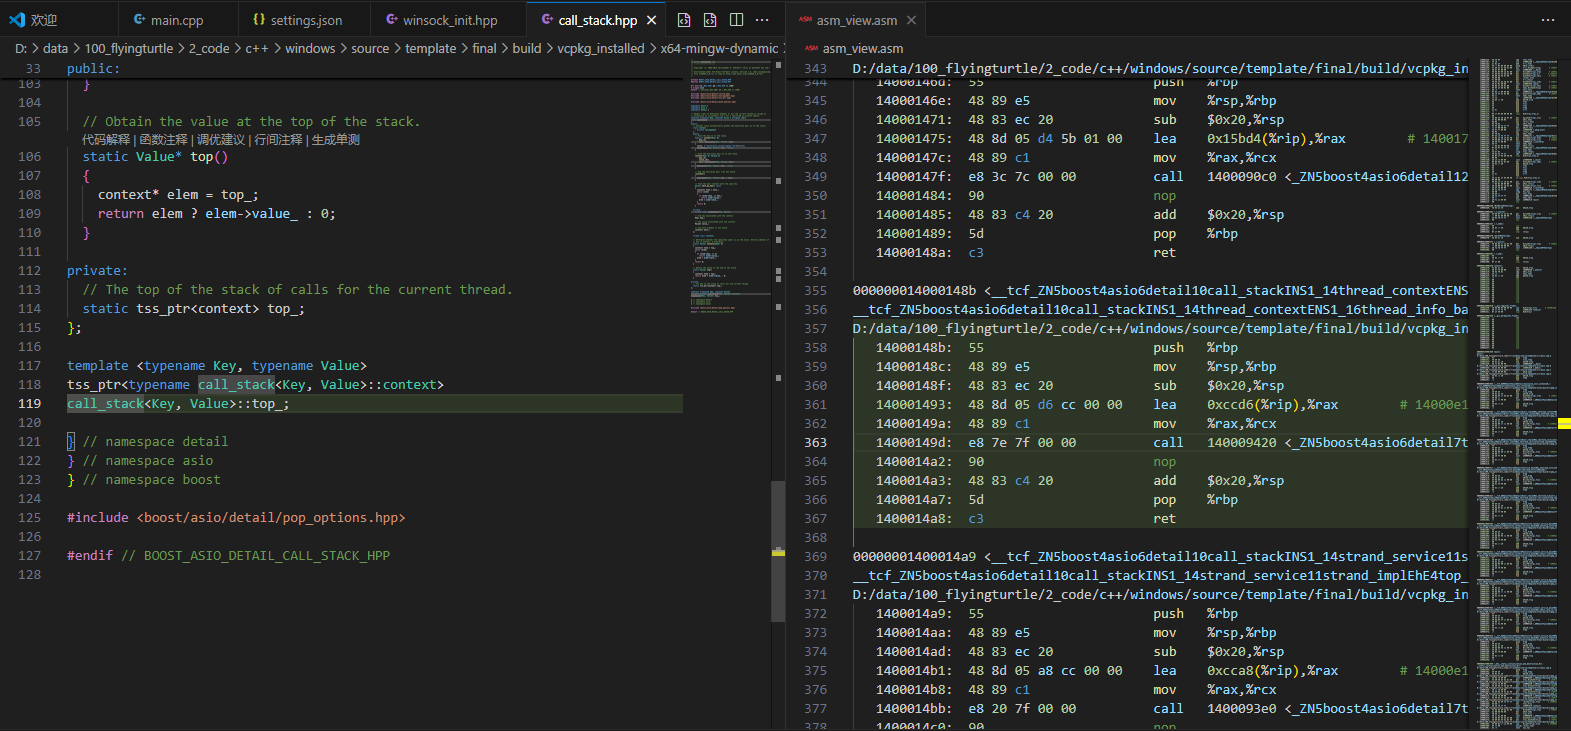 欢迎
main.cpp
settings.json
winsock_init.hpp
call_stack.hpp
D: > data > 100_flyingturtle > 2_code > c++ > windows > source > template > final > build > vcpkg_installed > x64-mingw-dynamic
33 public:
103 }
104
105 // Obtain the value at the top of the stack.
代码解释 | 函数注释 | 调优建议 | 行间注释 | 生成单测
106 static Value* top()
107 {
108 context* elem = top_;
109 return elem ? elem->value_ : 0;
110 }
111
112 private:
113 // The top of the stack of calls for the current thread.
114 static tss_ptr<context> top_;
115 };
116
117 template <typename Key, typename Value>
118 tss_ptr<typename call_stack<Key, Value>::context>
119 call_stack<Key, Value>::top_;
120
121 } // namespace detail
122 } // namespace asio
123 } // namespace boost
124
125 #include <boost/asio/detail/pop_options.hpp>
126
127 #endif // BOOST_ASIO_DETAIL_CALL_STACK_HPP
128
ASM asm_view.asm
ASM asm_view.asm
343 D:/data/100_flyingturtle/2_code/c++/windows/source/template/final/build/vcpkg_in
344 14000146d: 55 push %rbp
345 14000146e: 48 89 e5 mov %rsp,%rbp
346 140001471: 48 83 ec 20 sub $0x20,%rsp
347 140001475: 48 8d 05 d4 5b 01 00 lea 0x15bd4(%rip),%rax # 140017
348 14000147c: 48 89 c1 mov %rax,%rcx
349 14000147f: e8 3c 7c 00 00 call 1400090c0 <_ZN5boost4asio6detail12
350 140001484: 90 nop
351 140001485: 48 83 c4 20 add $0x20,%rsp
352 140001489: 5d pop %rbp
353 14000148a: c3 ret
354
355 000000014000148b <__tcf_ZN5boost4asio6detail10call_stackINS1_14thread_contextENS
356 __tcf_ZN5boost4asio6detail10call_stackINS1_14thread_contextENS1_16thread_info_ba
357 D:/data/100_flyingturtle/2_code/c++/windows/source/template/final/build/vcpkg_in
358 14000148b: 55 push %rbp
359 14000148c: 48 89 e5 mov %rsp,%rbp
360 14000148f: 48 83 ec 20 sub $0x20,%rsp
361 140001493: 48 8d 05 d6 cc 00 00 lea 0xccd6(%rip),%rax # 14000e1
362 14000149a: 48 89 c1 mov %rax,%rcx
363 14000149d: e8 7e 7f 00 00 call 140009420 <_ZN5boost4asio6detail7t
364 1400014a2: 90 nop
365 1400014a3: 48 83 c4 20 add $0x20,%rsp
366 1400014a7: 5d pop %rbp
367 1400014a8: c3 ret
368
369 00000001400014a9 <__tcf_ZN5boost4asio6detail10call_stackINS1_14strand_service11s
370 __tcf_ZN5boost4asio6detail10call_stackINS1_14strand_service11strand_implEhE4top_
371 D:/data/100_flyingturtle/2_code/c++/windows/source/template/final/build/vcpkg_in
372 1400014a9: 55 push %rbp
373 1400014aa: 48 89 e5 mov %rsp,%rbp
374 1400014ad: 48 83 ec 20 sub $0x20,%rsp
375 1400014b1: 48 8d 05 a8 cc 00 00 lea 0xcca8(%rip),%rax # 14000e1
376 1400014b8: 48 89 c1 mov %rax,%rcx
377 1400014bb: e8 20 7f 00 00 call 1400093e0 <_ZN5boost4asio6detail7t
378 1400014c0: 90 nop